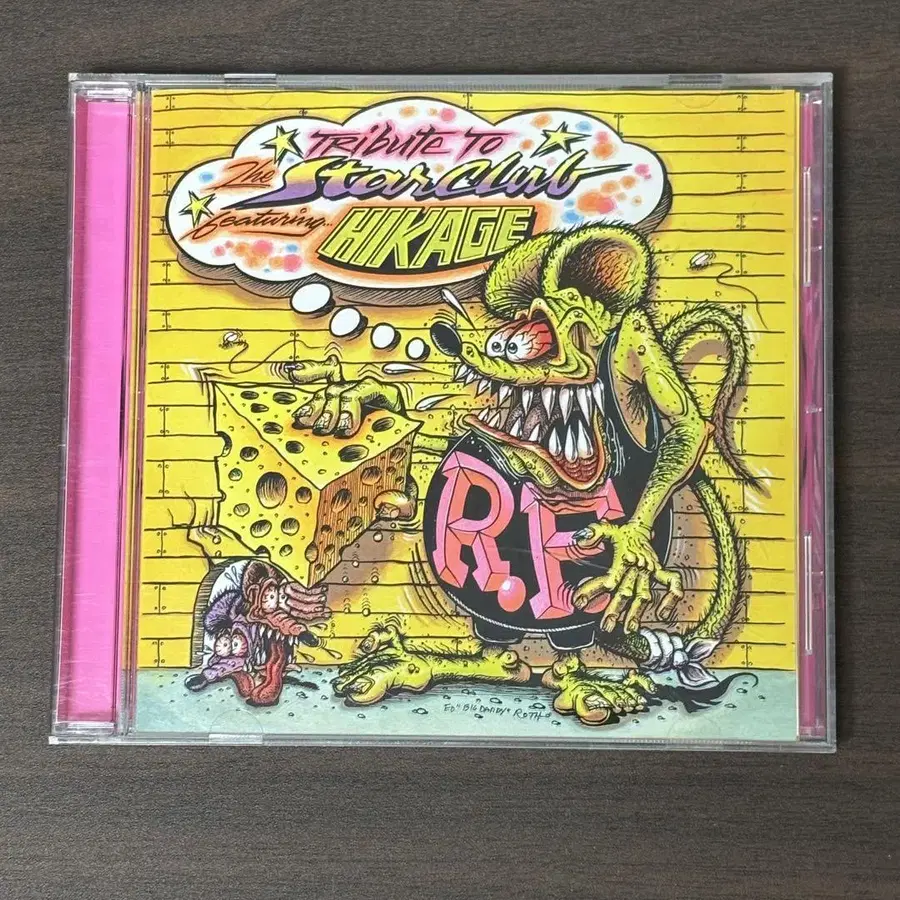 TRIBUTE TO
The Star Club
featuring... HIKAGE
R.F
ED "BIG DADDY" ROTH